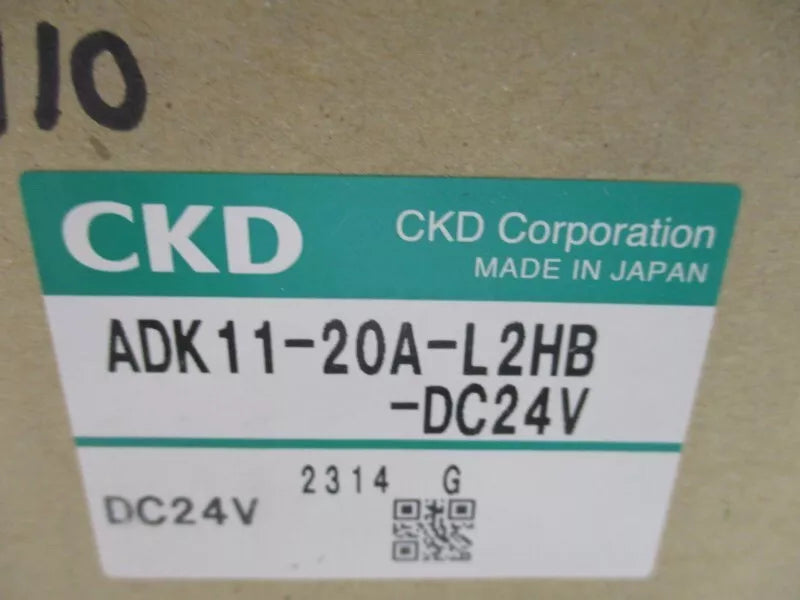 110
CKD
CKD Corporation
MADE IN JAPAN
ADK11-20A-L2HB
-DC24V
2314 G
DC24V